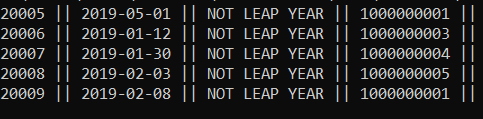 20005 || 2019-05-01 || NOT LEAP YEAR || 1000000001 ||
20006 || 2019-01-12 || NOT LEAP YEAR || 1000000003 ||
20007 || 2019-01-30 || NOT LEAP YEAR || 1000000004 ||
20008 || 2019-02-03 || NOT LEAP YEAR || 1000000005 ||
20009 || 2019-02-08 || NOT LEAP YEAR || 1000000001 ||